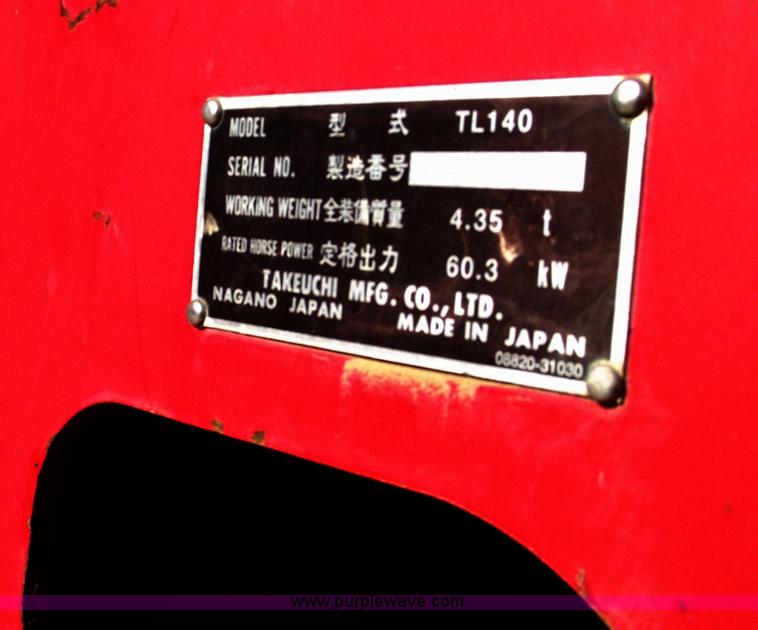 MODEL 型 式 TL140
SERIAL NO. 製造番号
WORKING WEIGHT 全装備質量 4.35 t
RATED HORSE POWER 定格出力 60.3 kW
TAKEUCHI MFG. CO.,LTD.
NAGANO JAPAN
MADE IN JAPAN
08820-31030
www.purplewave.com